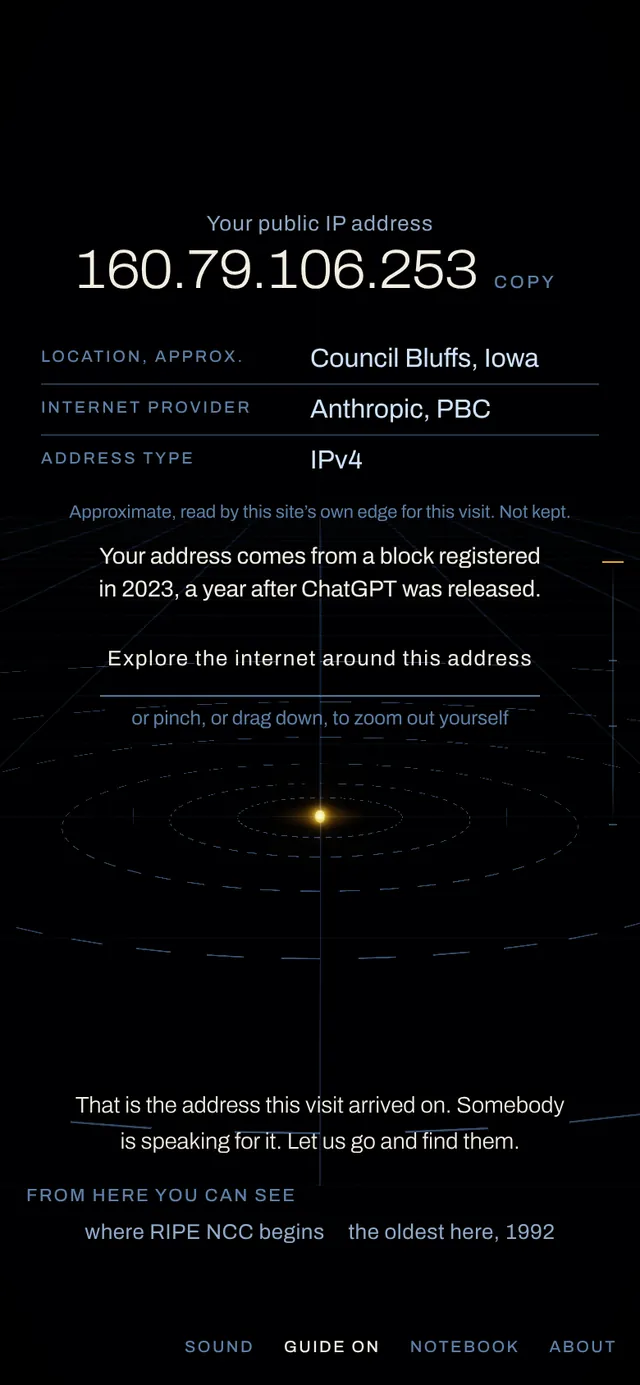 Your public IP address
160.79.106.253 COPY
LOCATION, APPROX. Council Bluffs, Iowa
INTERNET PROVIDER Anthropic, PBC
ADDRESS TYPE IPv4
Approximate, read by this site’s own edge for this visit. Not kept.
Your address comes from a block registered
in 2023, a year after ChatGPT was released.
Explore the internet around this address
or pinch, or drag down, to zoom out yourself
That is the address this visit arrived on. Somebody
is speaking for it. Let us go and find them.
FROM HERE YOU CAN SEE
where RIPE NCC begins the oldest here, 1992
SOUND GUIDE ON NOTEBOOK ABOUT